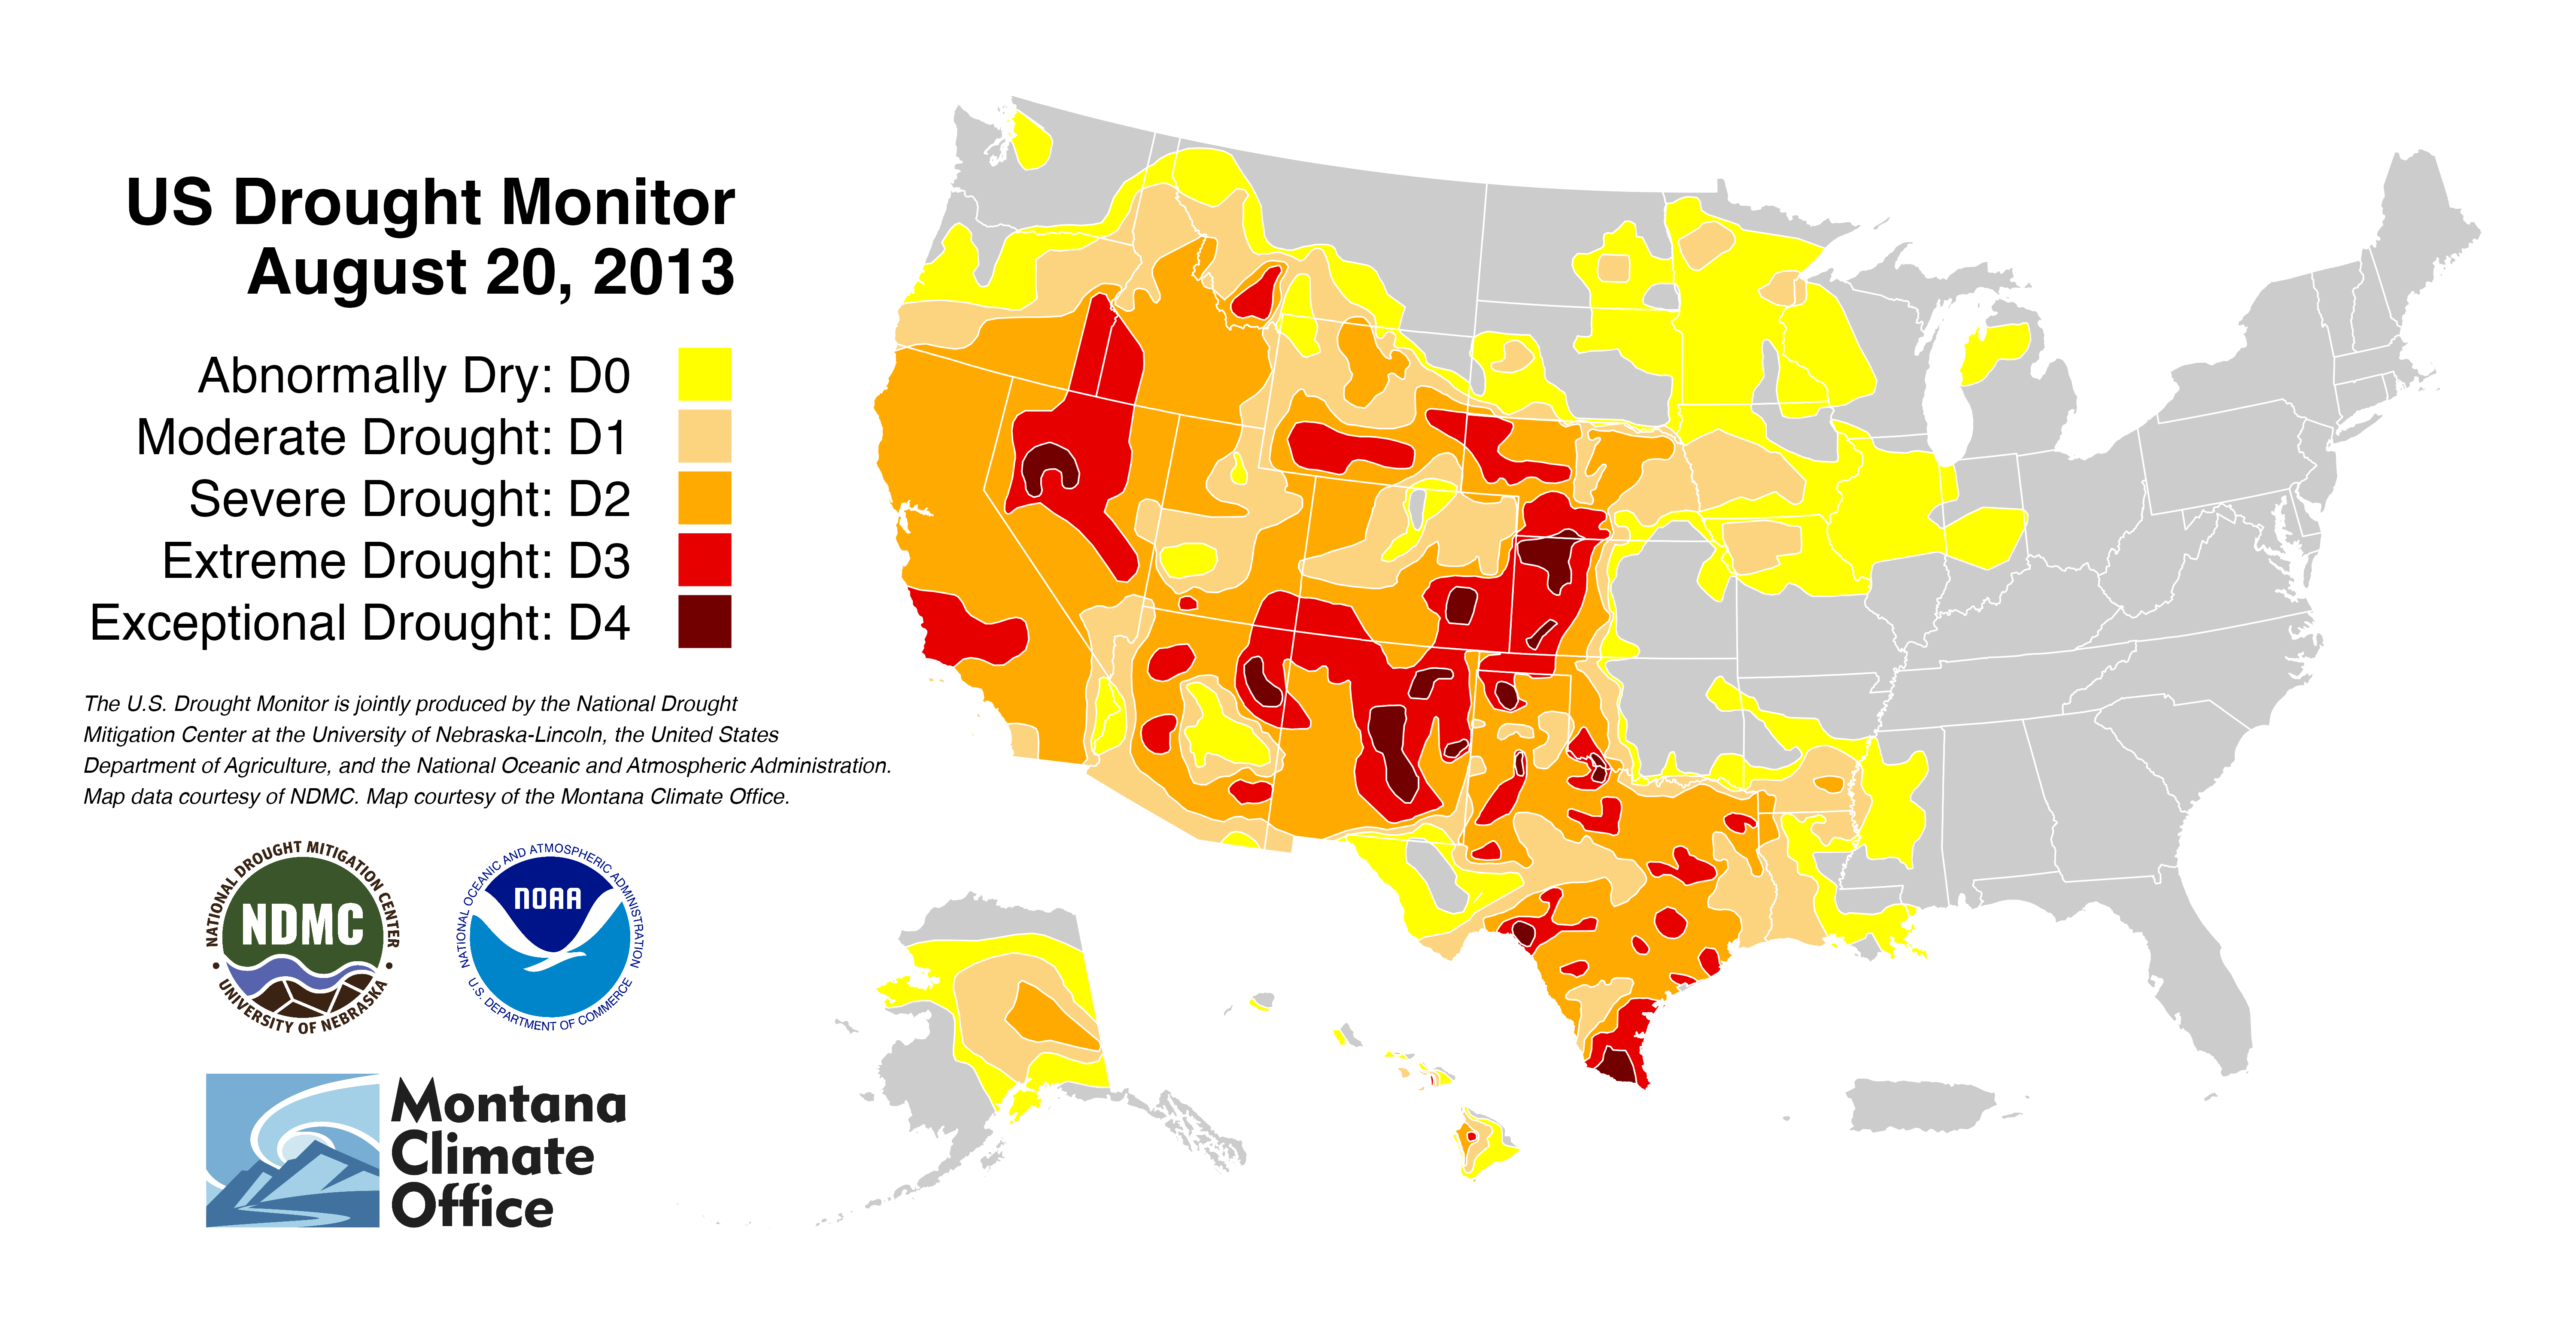 US Drought Monitor
August 20, 2013
Abnormally Dry: D0
Moderate Drought: D1
Severe Drought: D2
Extreme Drought: D3
Exceptional Drought: D4
The U.S. Drought Monitor is jointly produced by the National Drought
Mitigation Center at the University of Nebraska-Lincoln, the United States
Department of Agriculture, and the National Oceanic and Atmospheric Administration.
Map data courtesy of NDMC. Map courtesy of the Montana Climate Office.
NATIONAL DROUGHT MITIGATION CENTER
NDMC
UNIVERSITY OF NEBRASKA
NATIONAL OCEANIC AND ATMOSPHERIC ADMINISTRATION
NOAA
U.S. DEPARTMENT OF COMMERCE
Montana
Climate
Office